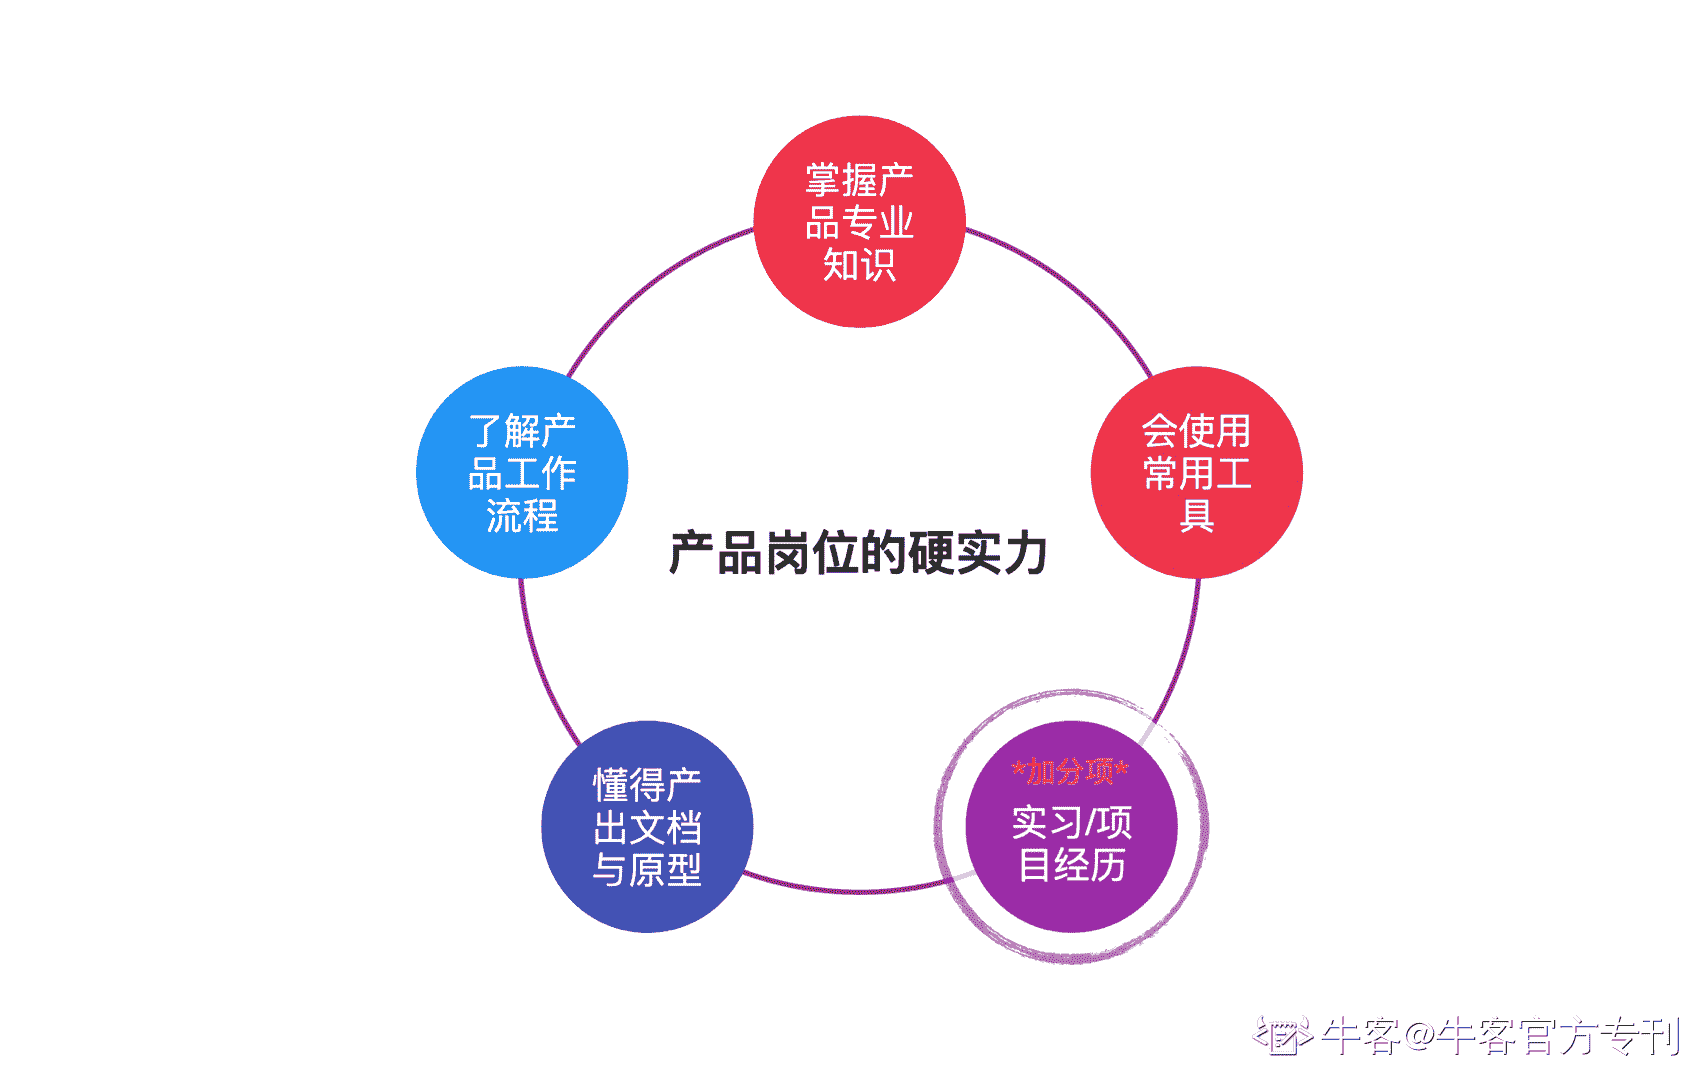 掌握产
品专业
知识
了解产
品工作
流程
会使用
常用工
具
产品岗位的硬实力
懂得产
出文档
与原型
*加分项*
实习/项
目经历
牛客@牛客官方专刊